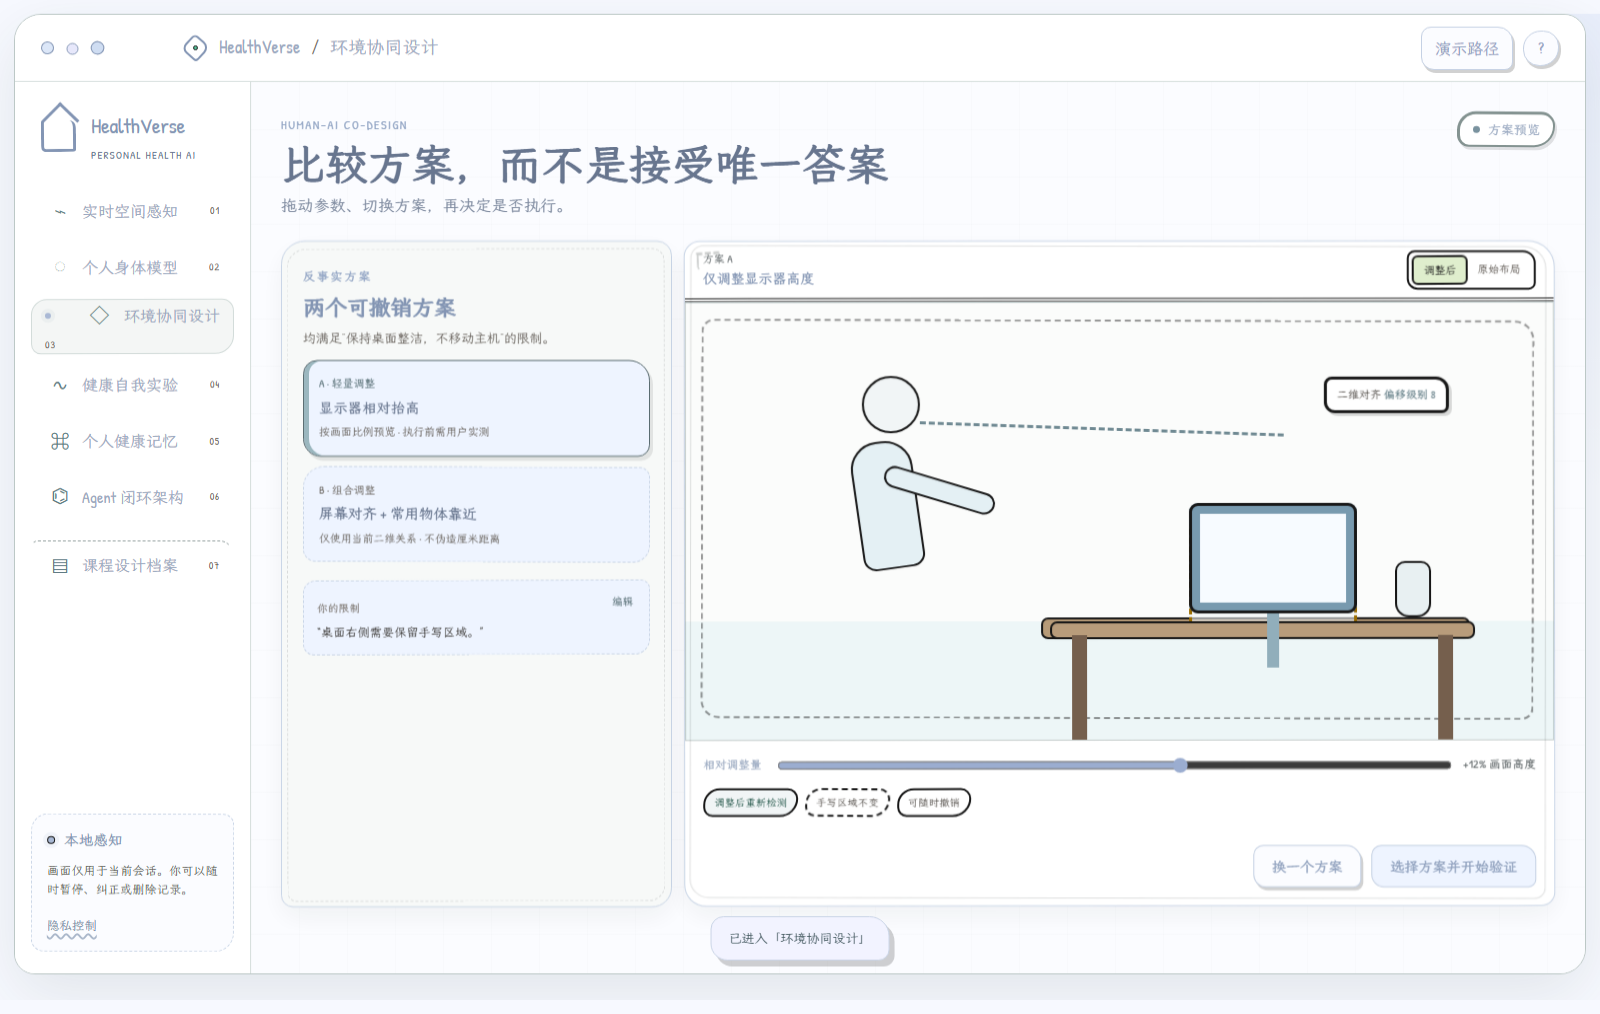 HealthVerse / 环境协同设计
演示路径
?
HealthVerse
PERSONAL HEALTH AI
实时空间感知 01
个人身体模型 02
环境协同设计
03
健康自我实验 04
个人健康记忆 05
Agent 闭环架构 06
课程设计档案 07
本地感知
画面仅用于当前会话。你可以随
时暂停、纠正或删除记录。
隐私控制
HUMAN-AI CO-DESIGN
比较方案，而不是接受唯一答案
拖动参数、切换方案，再决定是否执行。
方案预览
反事实方案
两个可撤销方案
均满足"保持桌面整洁，不移动主机"的限制。
A · 轻量调整
显示器相对抬高
按画面比例预览 · 执行前需用户实测
B · 组合调整
屏幕对齐 + 常用物体靠近
仅使用当前二维关系 · 不伪造厘米距离
你的限制
编辑
"桌面右侧需要保留手写区域。"
方案 A
仅调整显示器高度
调整后
原始布局
二维对齐 偏移级别 8
相对调整量
+12% 画面高度
调整后重新检测
手写区域不变
可随时撤销
换一个方案
选择方案并开始验证
已进入「环境协同设计」